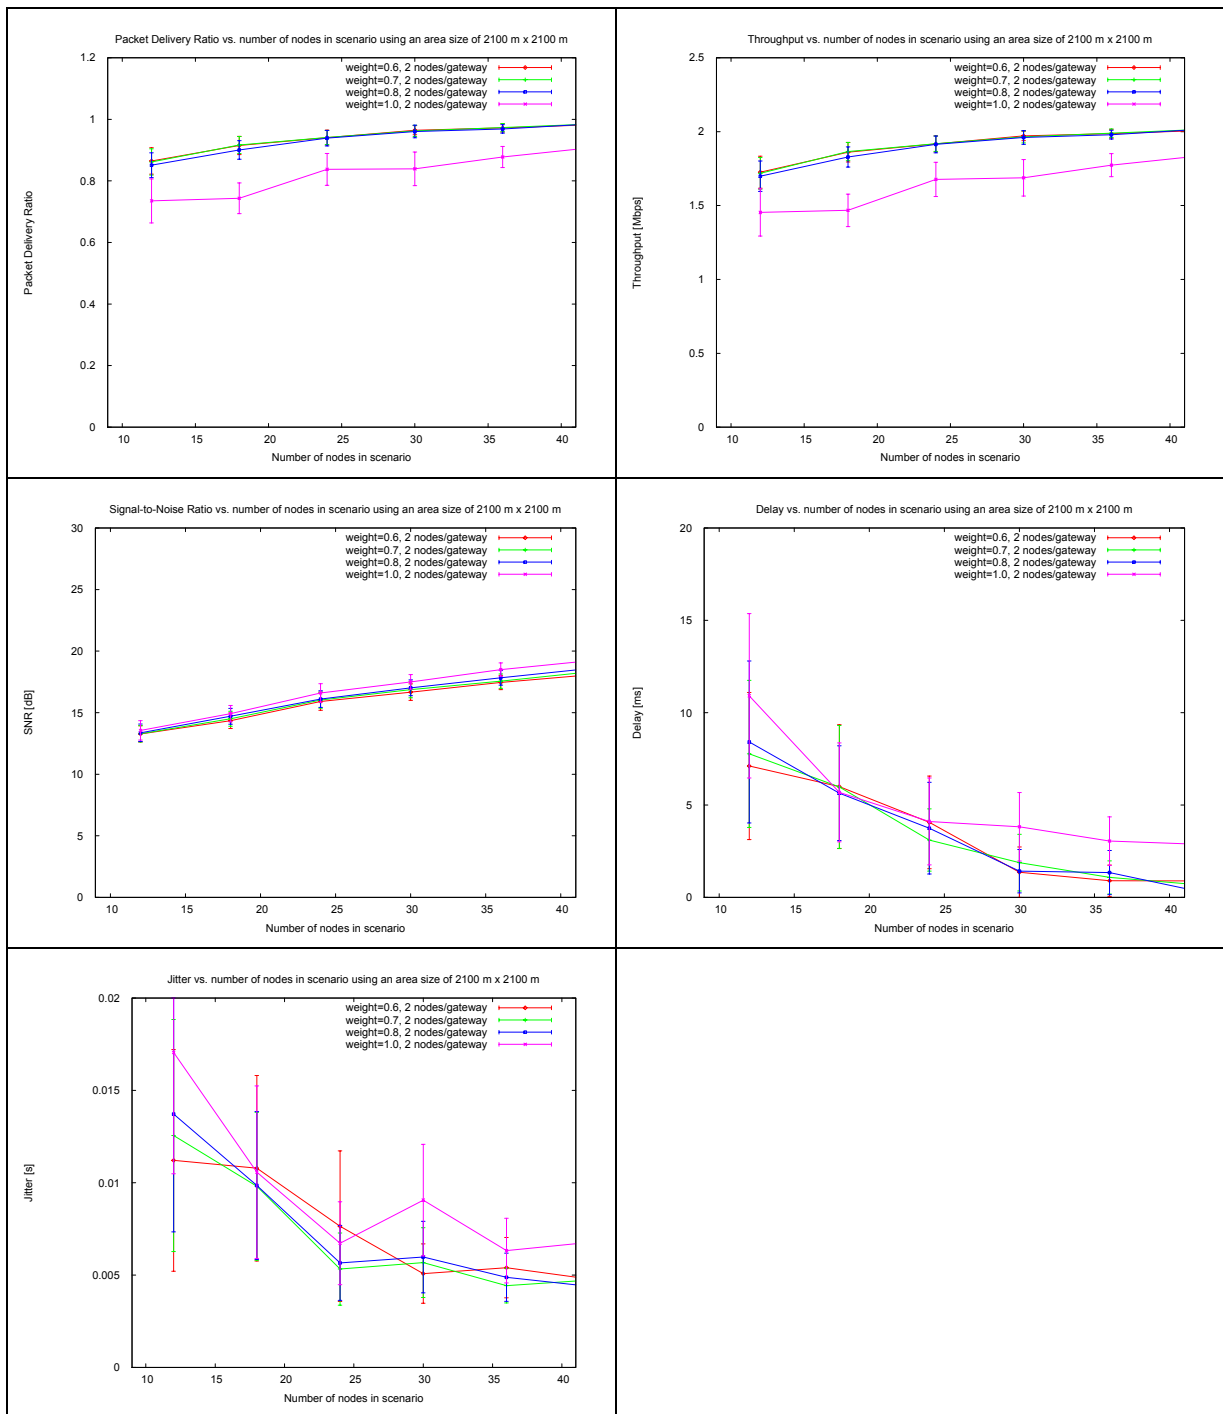 Packet Delivery Ratio vs. number of nodes in scenario using an area size of 2100 m x 2100 m
1.2
1
0.8
0.6
0.4
0.2
0
10 15 20 25 30 35 40
Packet Delivery Ratio
Number of nodes in scenario
weight=0.6, 2 nodes/gateway
weight=0.7, 2 nodes/gateway
weight=0.8, 2 nodes/gateway
weight=1.0, 2 nodes/gateway
Throughput vs. number of nodes in scenario using an area size of 2100 m x 2100 m
2.5
2
1.5
1
0.5
0
10 15 20 25 30 35 40
Throughput [Mbps]
Number of nodes in scenario
weight=0.6, 2 nodes/gateway
weight=0.7, 2 nodes/gateway
weight=0.8, 2 nodes/gateway
weight=1.0, 2 nodes/gateway
Signal-to-Noise Ratio vs. number of nodes in scenario using an area size of 2100 m x 2100 m
30
25
20
15
10
5
0
10 15 20 25 30 35 40
SNR [dB]
Number of nodes in scenario
weight=0.6, 2 nodes/gateway
weight=0.7, 2 nodes/gateway
weight=0.8, 2 nodes/gateway
weight=1.0, 2 nodes/gateway
Delay vs. number of nodes in scenario using an area size of 2100 m x 2100 m
20
15
10
5
0
10 15 20 25 30 35 40
Delay [ms]
Number of nodes in scenario
weight=0.6, 2 nodes/gateway
weight=0.7, 2 nodes/gateway
weight=0.8, 2 nodes/gateway
weight=1.0, 2 nodes/gateway
Jitter vs. number of nodes in scenario using an area size of 2100 m x 2100 m
0.02
0.015
0.01
0.005
0
10 15 20 25 30 35 40
Jitter [s]
Number of nodes in scenario
weight=0.6, 2 nodes/gateway
weight=0.7, 2 nodes/gateway
weight=0.8, 2 nodes/gateway
weight=1.0, 2 nodes/gateway